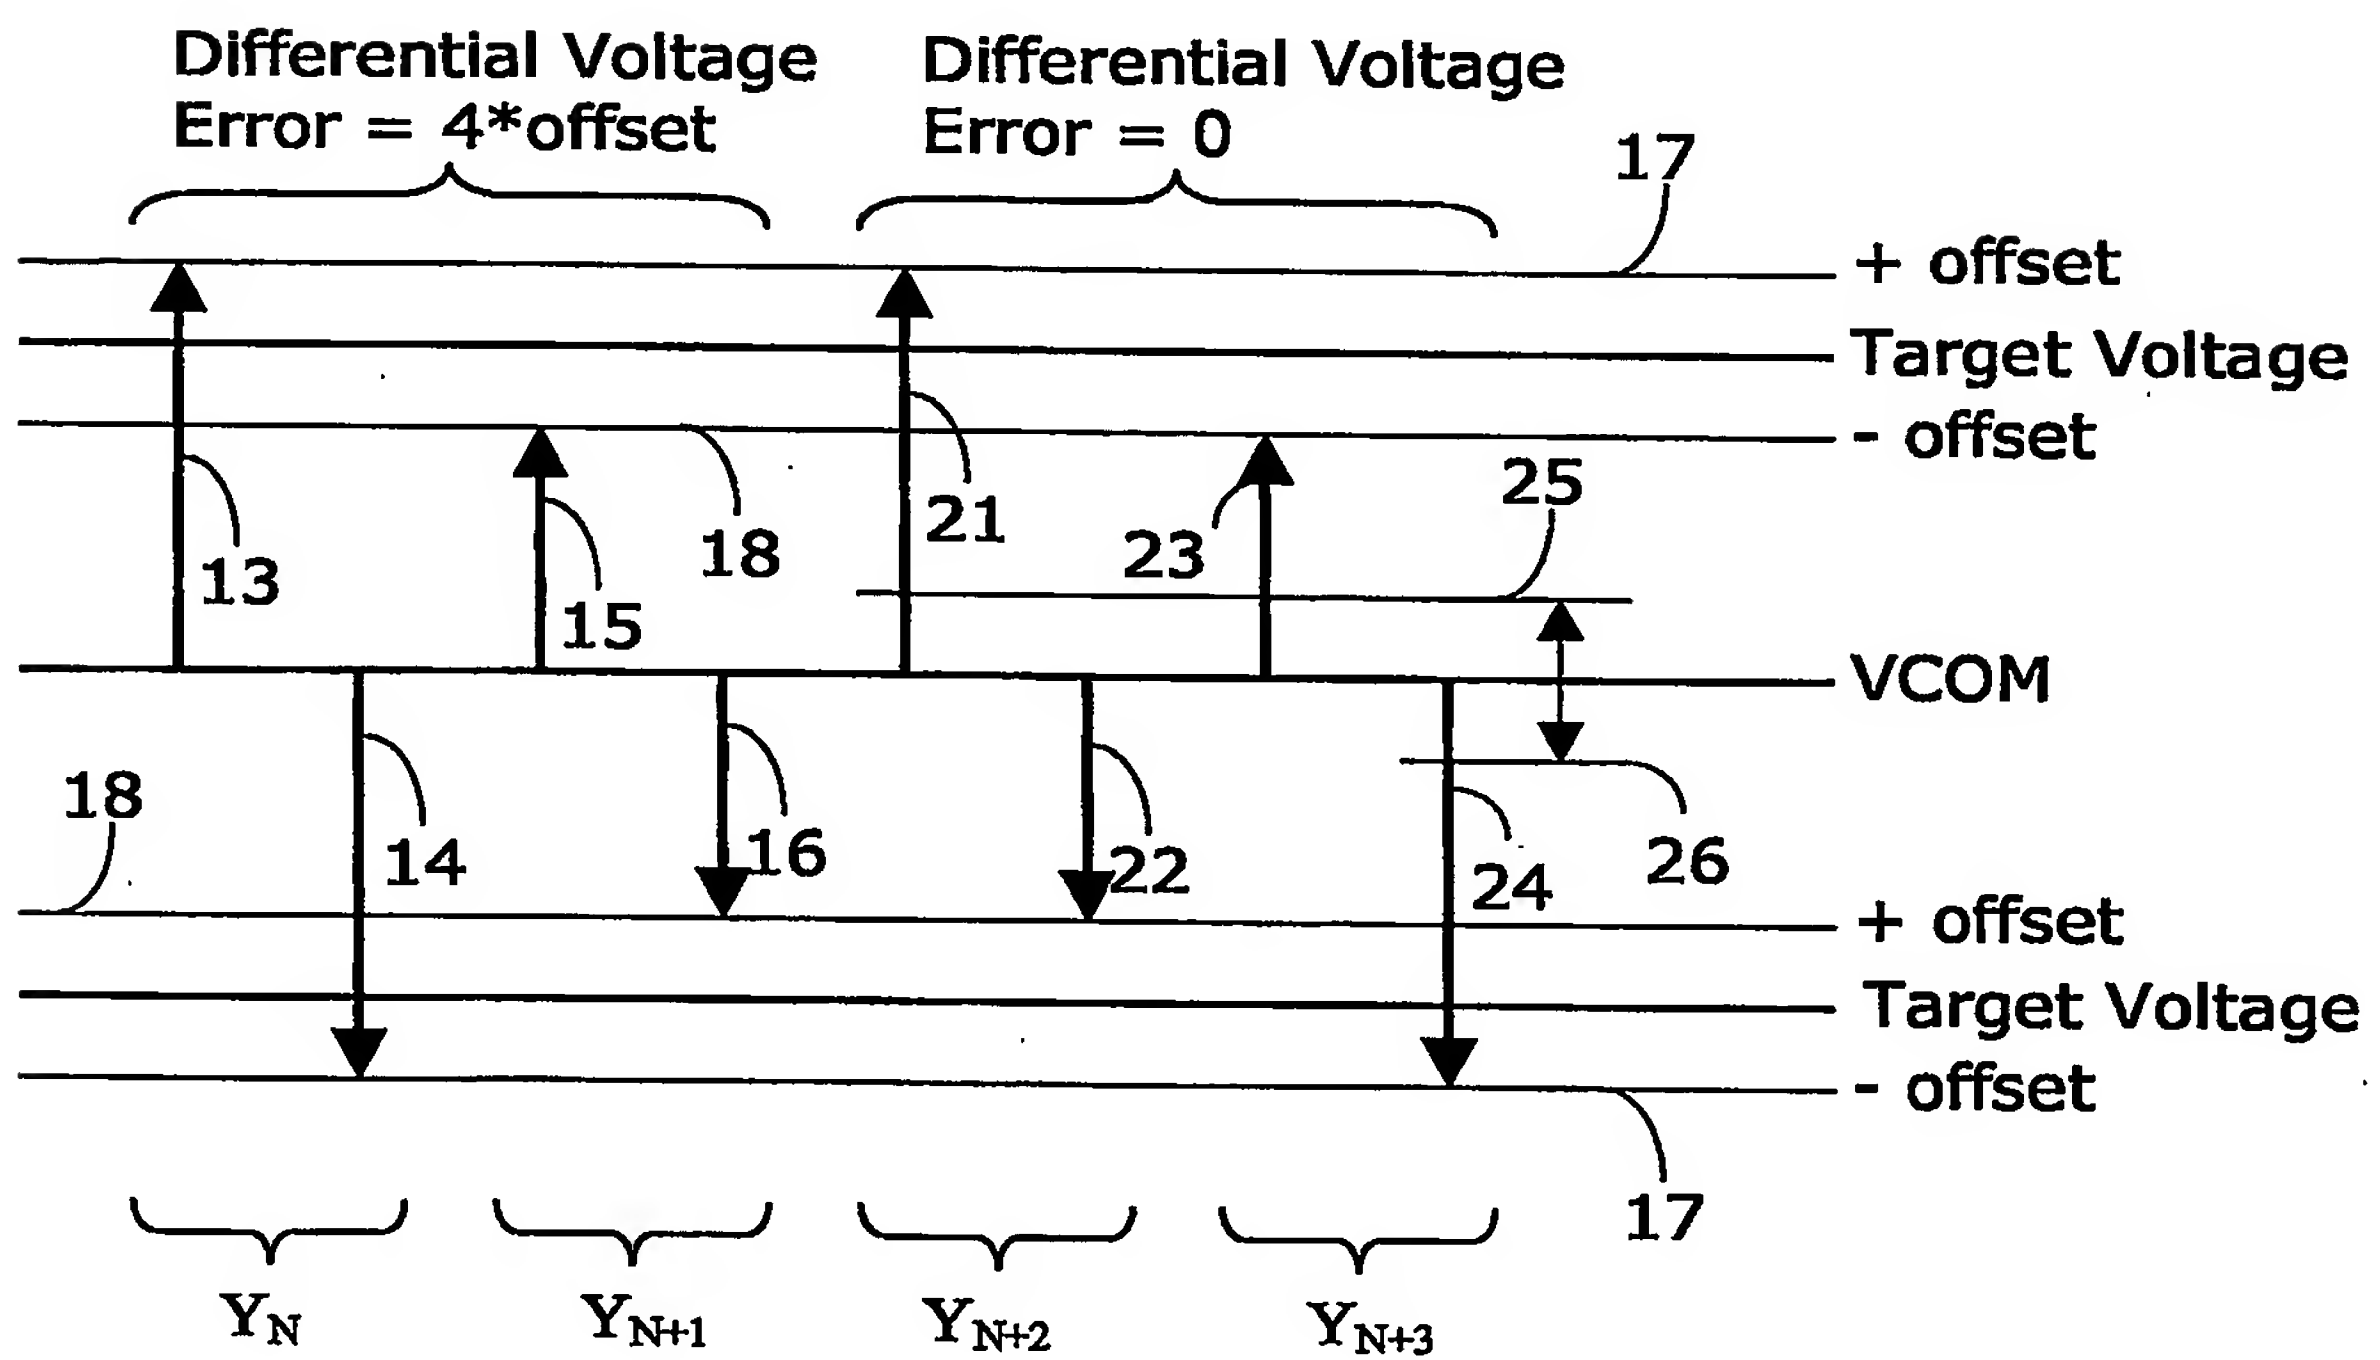 Differential Voltage
Error = 4*offset
Differential Voltage
Error = 0
17
+ offset
Target Voltage
- offset
25
21
18
23
13
15
VCOM
18
14
16
22
24
26
+ offset
Target Voltage
- offset
17
YN
YN+1
YN+2
YN+3